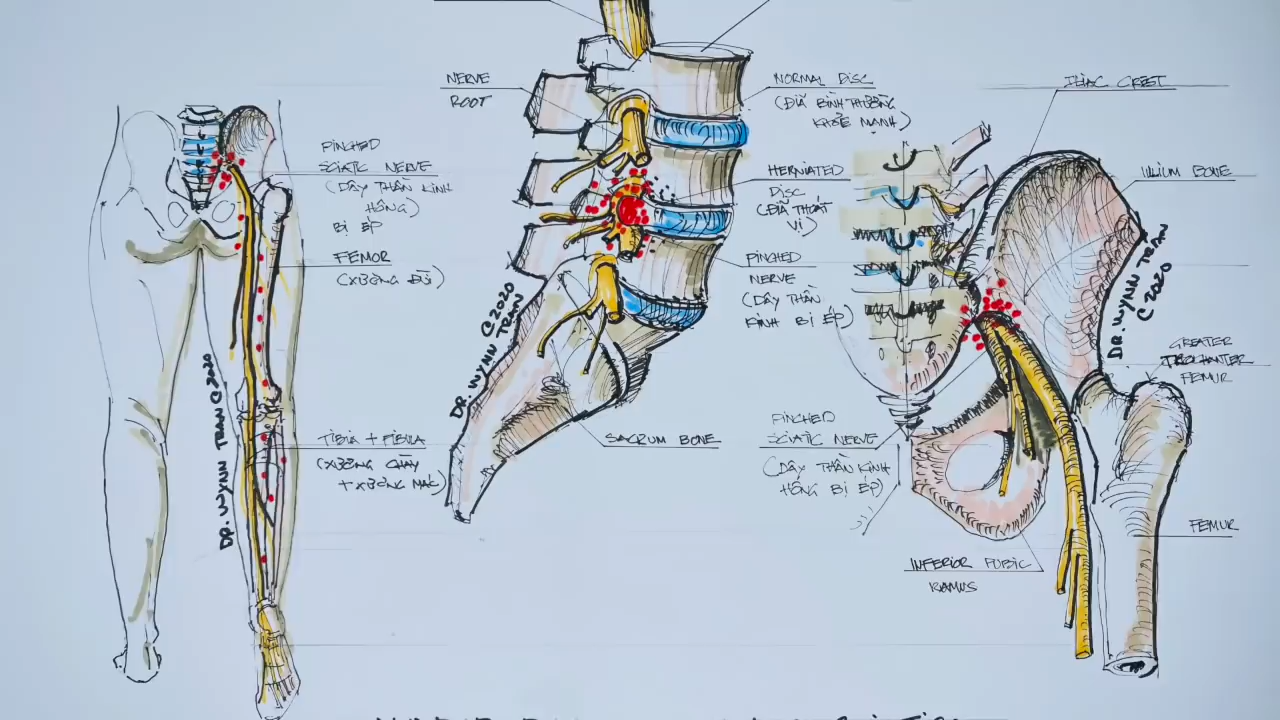 PINCHED
SCIATIC NERVE
(DÂY THẦN KINH
HÔNG)
BỊ ÉP
FEMOR
(XƯƠNG ĐÙI)
TIBIA + FIBULA
(XƯƠNG CHÀY
+ XƯƠNG MÁC)
DR. WYNN TRAN © 2020
NERVE
ROOT
NORMAL DISC
(ĐĨA BÌNH THƯỜNG
KHOẺ MẠNH)
HERNIATED
DISC
(ĐĨA THOÁT
VỊ)
PINCHED
NERVE
(DÂY THẦN
KINH BỊ ÉP)
SACRUM BONE
© 2020
DR. WYNN TRAN
ILIAC CREST
ILLIUM BONE
DR. WYNN TRAN
© 2020
GREATER
TROCHANTER
FEMUR
PINCHED
SCIATIC NERVE
(DÂY THẦN KINH
HÔNG BỊ ÉP)
FEMUR
INFERIOR PUBIC
RAMUS